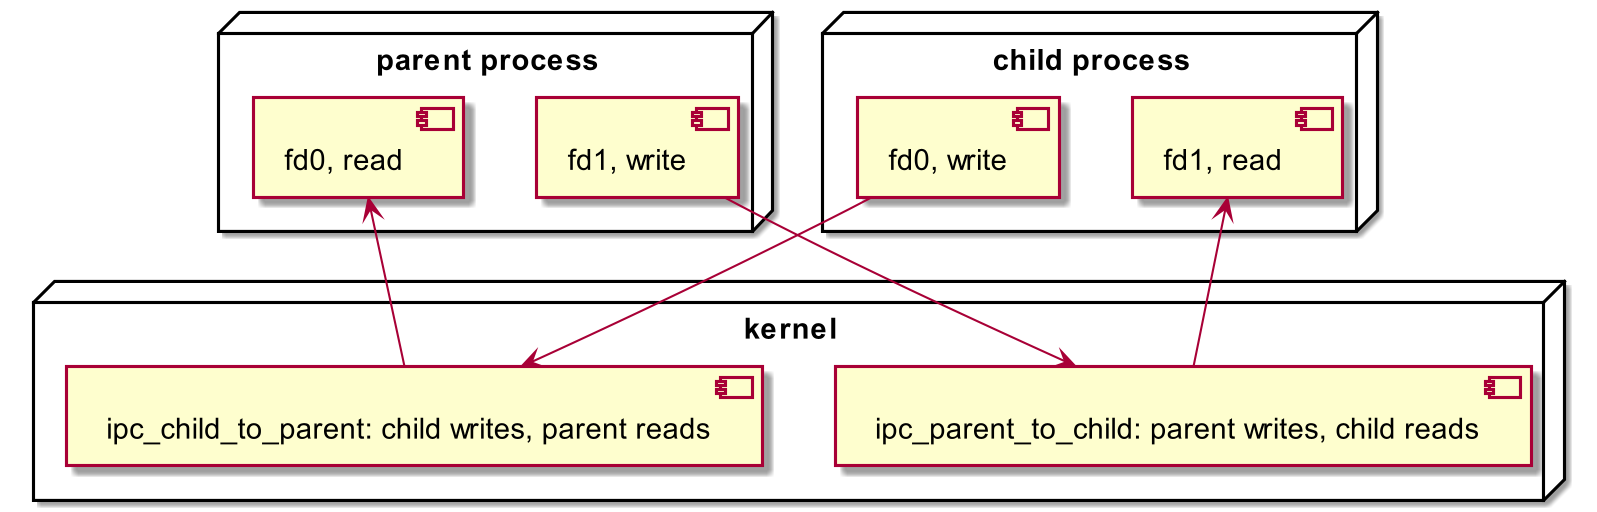 parent process
child process
fd0, read
fd1, write
fd0, write
fd1, read
kernel
ipc_child_to_parent: child writes, parent reads
ipc_parent_to_child: parent writes, child reads